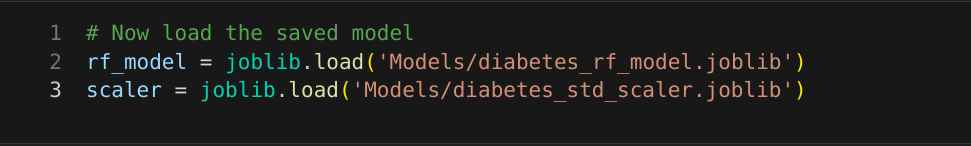 1 # Now load the saved model
2 rf_model = joblib.load('Models/diabetes_rf_model.joblib')
3 scaler = joblib.load('Models/diabetes_std_scaler.joblib')